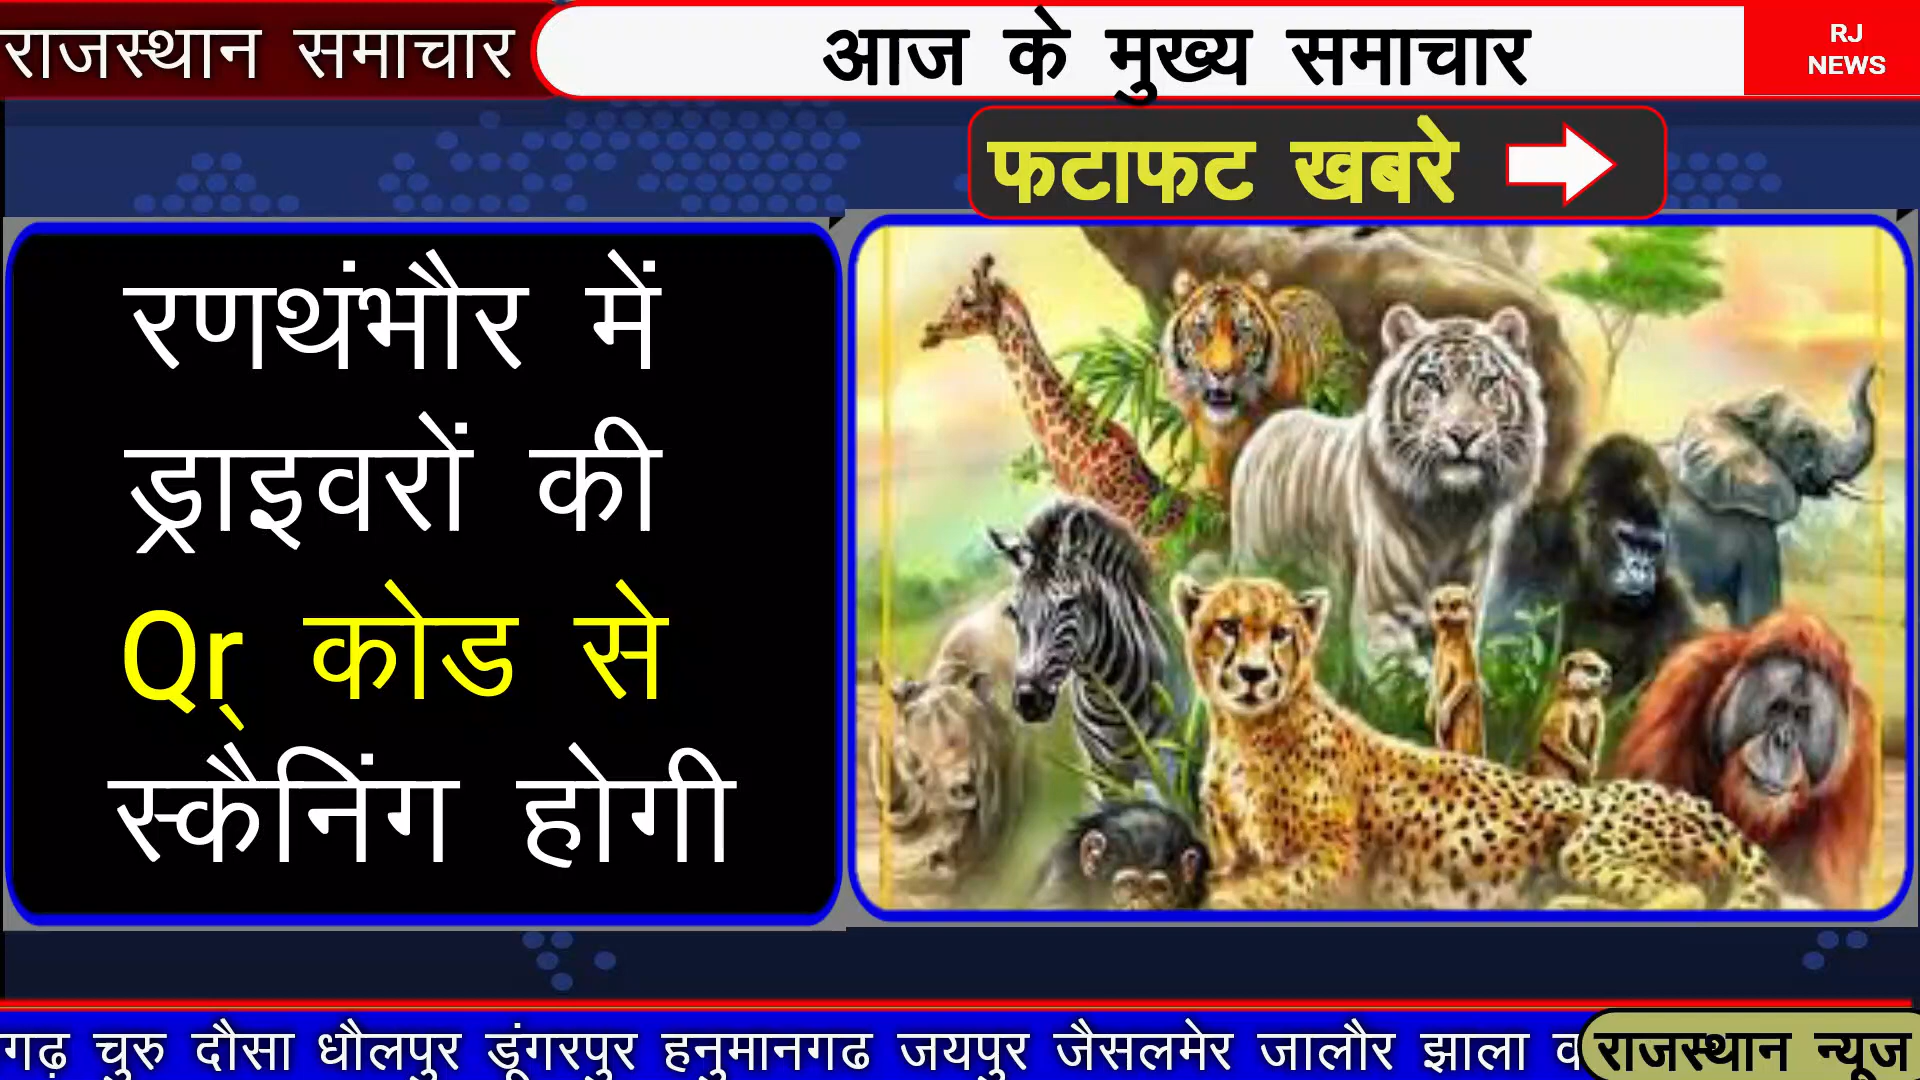 राजस्थान समाचार
आज के मुख्य समाचार
RJ
NEWS
फटाफट खबरे
रणथंभौर में
ड्राइवरों की
Qr् कोड से
स्कैनिंग होगी
गढ़ चुरु दौसा धौलपुर डूंगरपुर हनुमानगढ जयपुर जैसलमेर जालौर झाला व
राजस्थान न्यूज